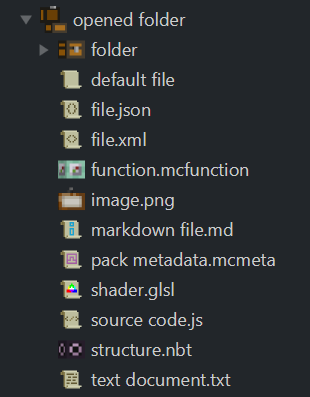 opened folder
folder
default file
file.json
file.xml
function.mcfunction
image.png
markdown file.md
pack metadata.mcmeta
shader.glsl
source code.js
structure.nbt
text document.txt